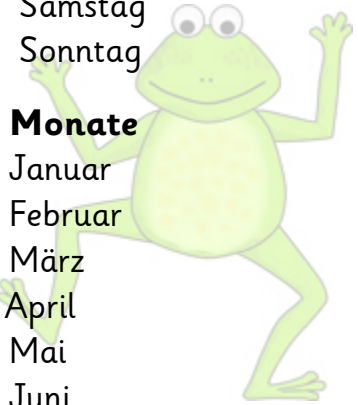 Samstag
Sonntag
Monate
Januar
Februar
März
April
Mai
Juni